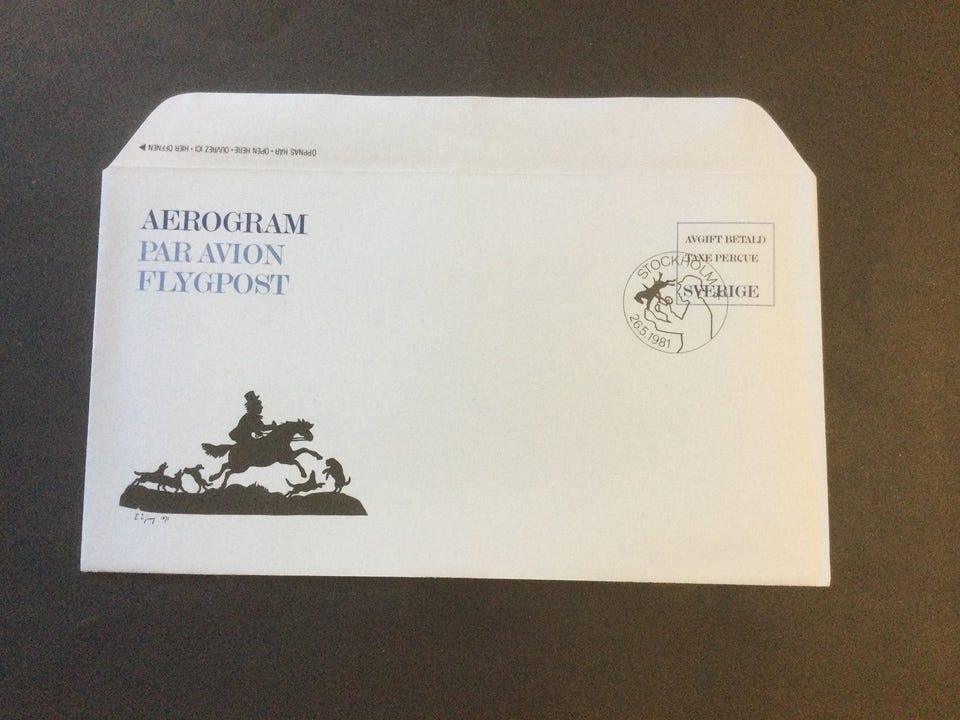 ÖPPNAS HÄR • OPEN HERE • OUVREZ ICI • HIER ÖFFNEN ▶
AEROGRAM
PAR AVION
FLYGPOST
AVGIFT BETALD
TAXE PERÇUE
SVERIGE
STOCKHOLM
26.5.1981